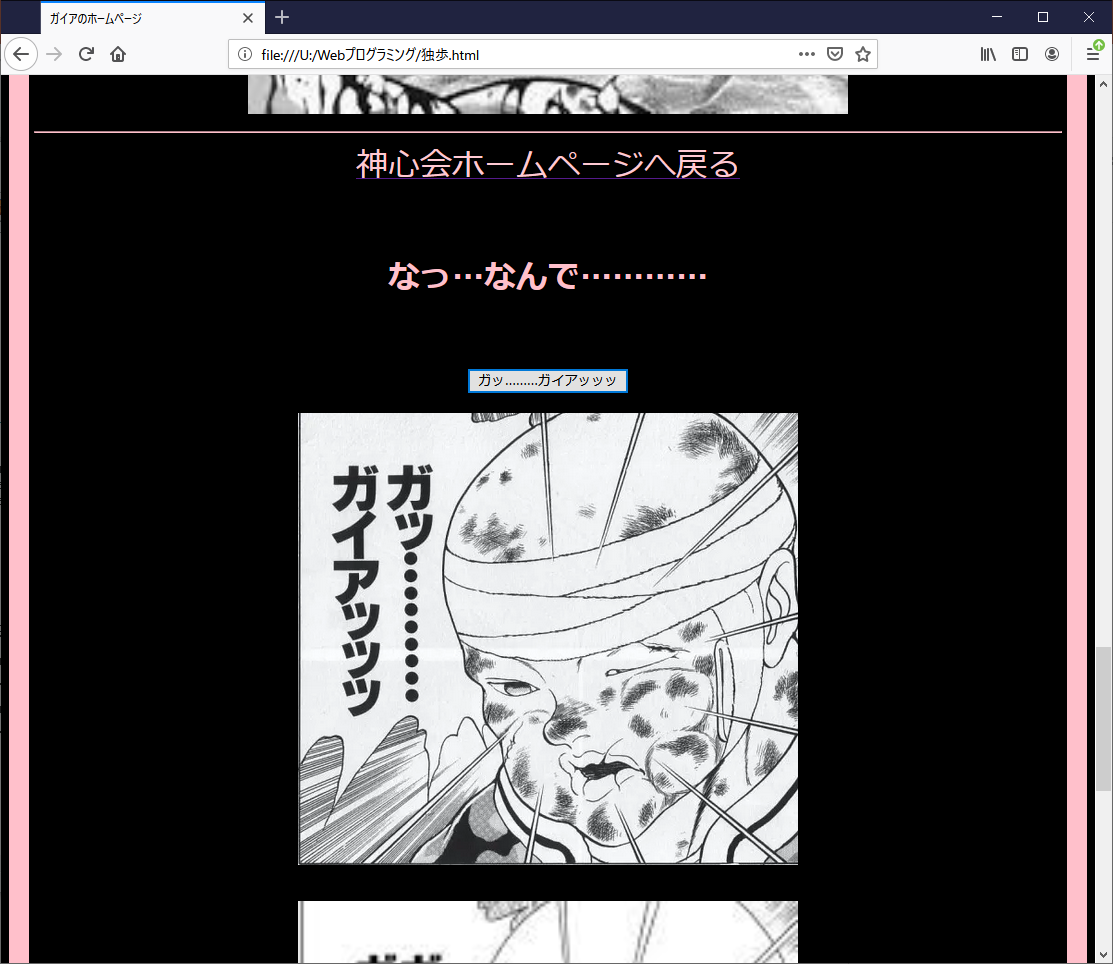 ガイアのホームページ
file:///U:/Webプログラミング/独歩.html
神心会ホームページへ戻る
なっ…なんで…………
ガッ………ガイアッッッ
ガッ…………
ガイアッッッ